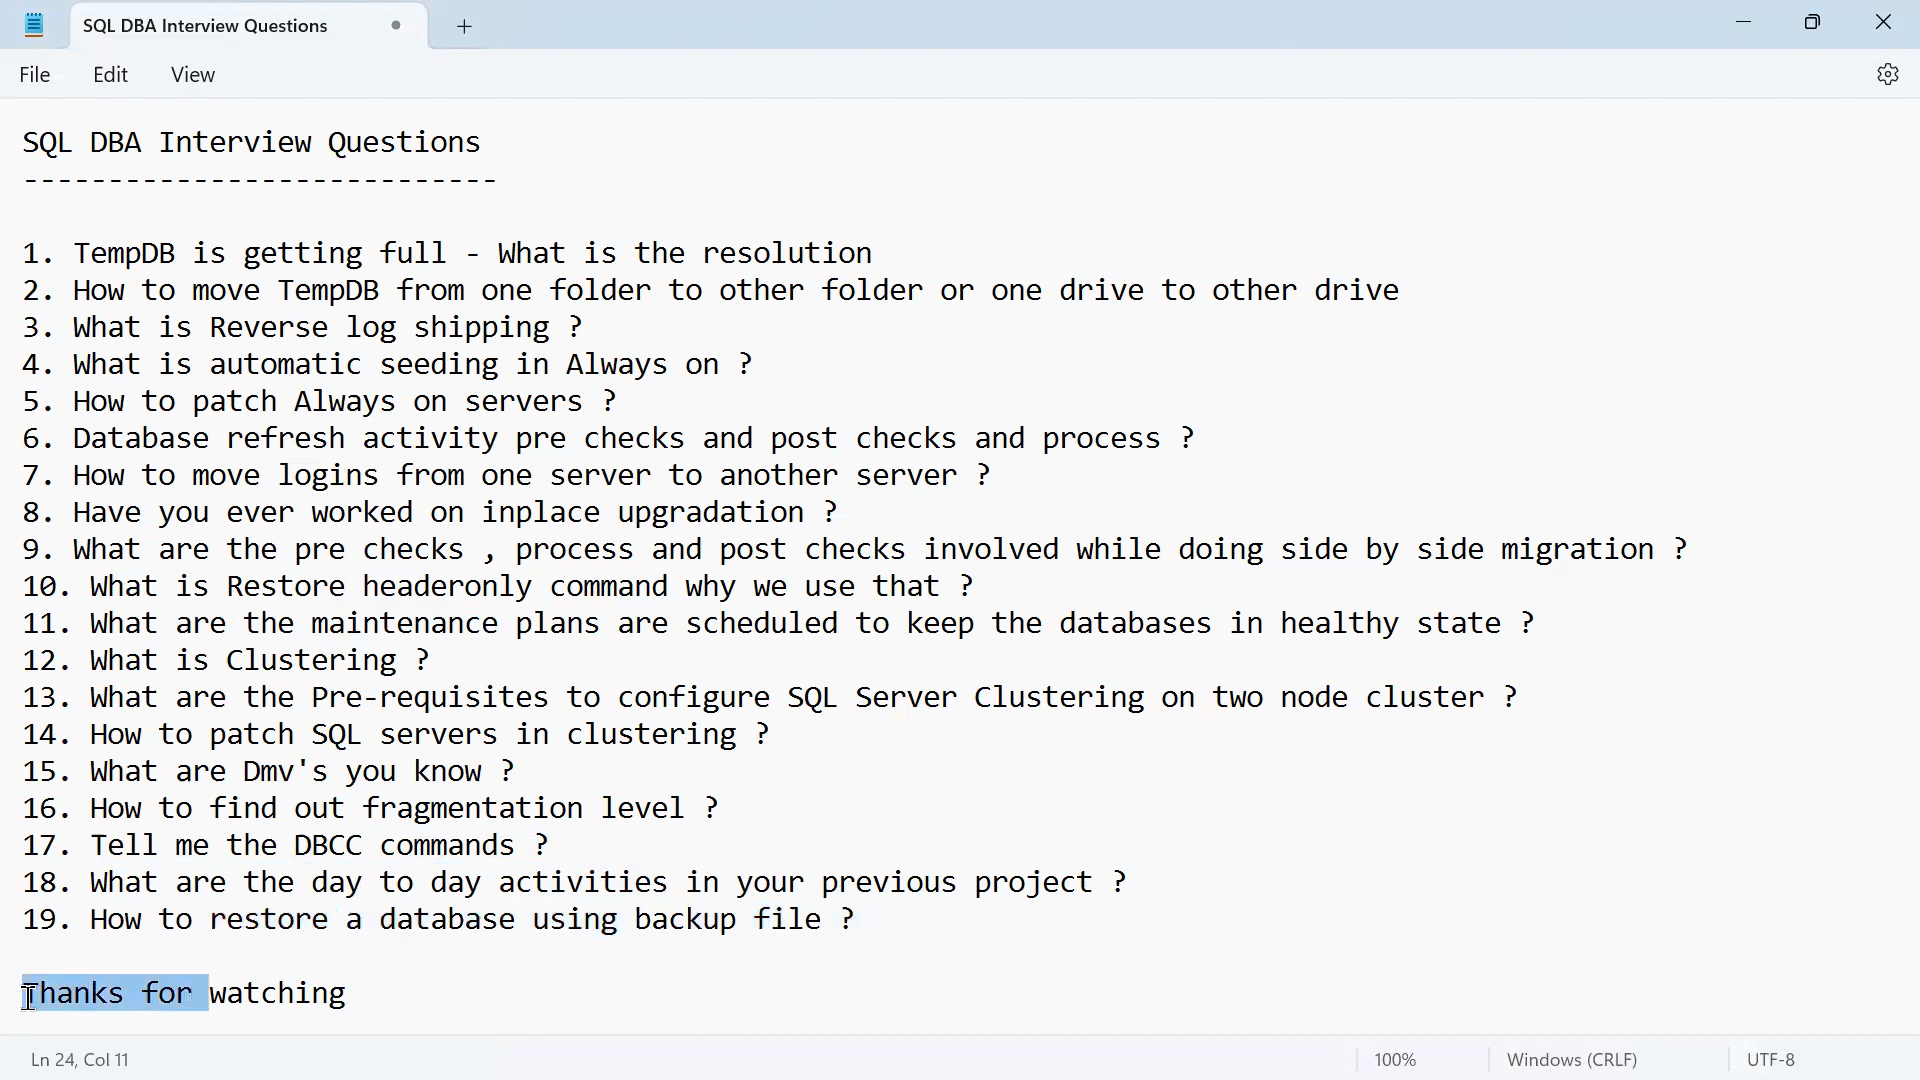 SQL DBA Interview Questions
File Edit View
SQL DBA Interview Questions
----------------------------
1. TempDB is getting full - What is the resolution
2. How to move TempDB from one folder to other folder or one drive to other drive
3. What is Reverse log shipping ?
4. What is automatic seeding in Always on ?
5. How to patch Always on servers ?
6. Database refresh activity pre checks and post checks and process ?
7. How to move logins from one server to another server ?
8. Have you ever worked on inplace upgradation ?
9. What are the pre checks , process and post checks involved while doing side by side migration ?
10. What is Restore headeronly command why we use that ?
11. What are the maintenance plans are scheduled to keep the databases in healthy state ?
12. What is Clustering ?
13. What are the Pre-requisites to configure SQL Server Clustering on two node cluster ?
14. How to patch SQL servers in clustering ?
15. What are Dmv's you know ?
16. How to find out fragmentation level ?
17. Tell me the DBCC commands ?
18. What are the day to day activities in your previous project ?
19. How to restore a database using backup file ?
Thanks for watching
Ln 24, Col 11 100% Windows (CRLF) UTF-8